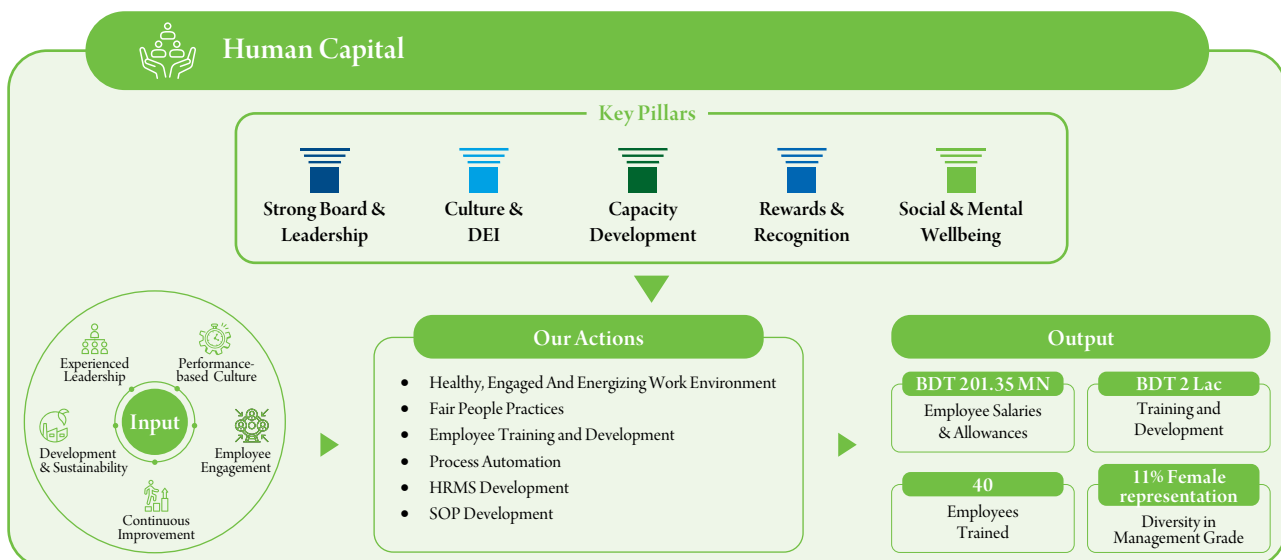 Human Capital
Key Pillars
Strong Board &
Leadership
Culture &
DEI
Capacity
Development
Rewards &
Recognition
Social & Mental
Wellbeing
Experienced
Leadership
Performance-
based Culture
Input
Development
& Sustainability
Employee
Engagement
Continuous
Improvement
Our Actions
• Healthy, Engaged And Energizing Work Environment
• Fair People Practices
• Employee Training and Development
• Process Automation
• HRMS Development
• SOP Development
Output
BDT 201.35 MN
Employee Salaries
& Allowances
BDT 2 Lac
Training and
Development
40
Employees
Trained
11% Female
representation
Diversity in
Management Grade